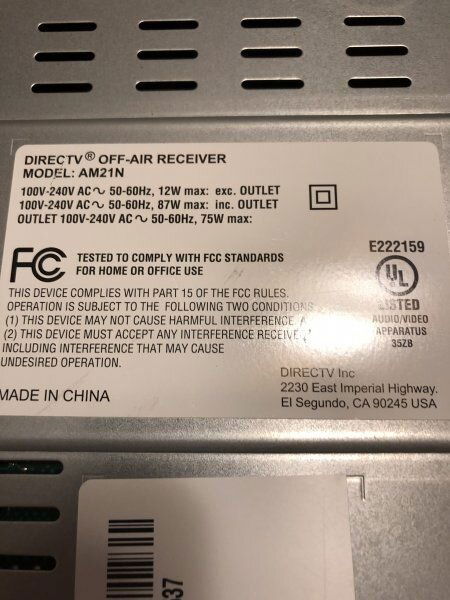 DIRECTV® OFF-AIR RECEIVER
MODEL: AM21N
100V-240V AC ∿ 50-60Hz, 12W max: exc. OUTLET
100V-240V AC ∿ 50-60Hz, 87W max: inc. OUTLET
OUTLET 100V-240V AC ∿ 50-60Hz, 75W max:
E222159
FC
TESTED TO COMPLY WITH FCC STANDARDS
FOR HOME OR OFFICE USE
UL
LISTED
AUDIO/VIDEO
APPARATUS
35ZB
THIS DEVICE COMPLIES WITH PART 15 OF THE FCC RULES.
OPERATION IS SUBJECT TO THE FOLLOWING TWO CONDITIONS
(1) THIS DEVICE MAY NOT CAUSE HARMFUL INTERFERENCE, A
(2) THIS DEVICE MUST ACCEPT ANY INTERFERENCE RECEIVE
INCLUDING INTERFERENCE THAT MAY CAUSE
UNDESIRED OPERATION.
DIRECTV Inc
2230 East Imperial Highway.
El Segundo, CA 90245 USA
MADE IN CHINA
37